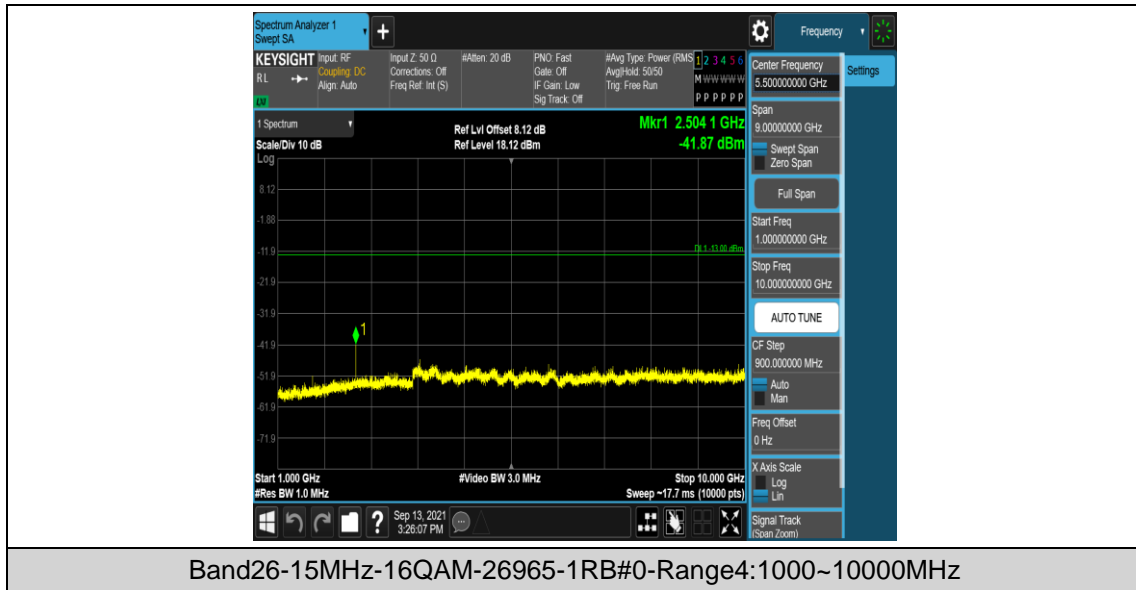 Spectrum Analyzer 1
Swept SA
+
Frequency
KEYSIGHT
RL
Input: RF
Coupling: DC
Align: Auto
Input Z: 50 Ω
Corrections: Off
Freq Ref: Int (S)
#Atten: 20 dB
PNO: Fast
Gate: Off
IF Gain: Low
Sig Track: Off
#Avg Type: Power (RMS
Avg|Hold: 50/50
Trig: Free Run
1 2 3 4 5 6
M W W W W W
P P P P P P
1 Spectrum
Scale/Div 10 dB
Ref Lvl Offset 8.12 dB
Ref Level 18.12 dBm
Mkr1 2.504 1 GHz
-41.87 dBm
Log
8.12
-1.88
-11.9
-21.9
-31.9
-41.9
-51.9
-61.9
-71.9
DL1 -13.00 dBm
1
Start 1.000 GHz
#Res BW 1.0 MHz
#Video BW 3.0 MHz
Stop 10.000 GHz
Sweep ~17.7 ms (10000 pts)
Sep 13, 2021
3:26:07 PM
Center Frequency
5.500000000 GHz
Settings
Span
9.00000000 GHz
Swept Span
Zero Span
Full Span
Start Freq
1.000000000 GHz
Stop Freq
10.000000000 GHz
AUTO TUNE
CF Step
900.000000 MHz
Auto
Man
Freq Offset
0 Hz
X Axis Scale
Log
Lin
Signal Track
(Span Zoom)
Band26-15MHz-16QAM-26965-1RB#0-Range4:1000~10000MHz